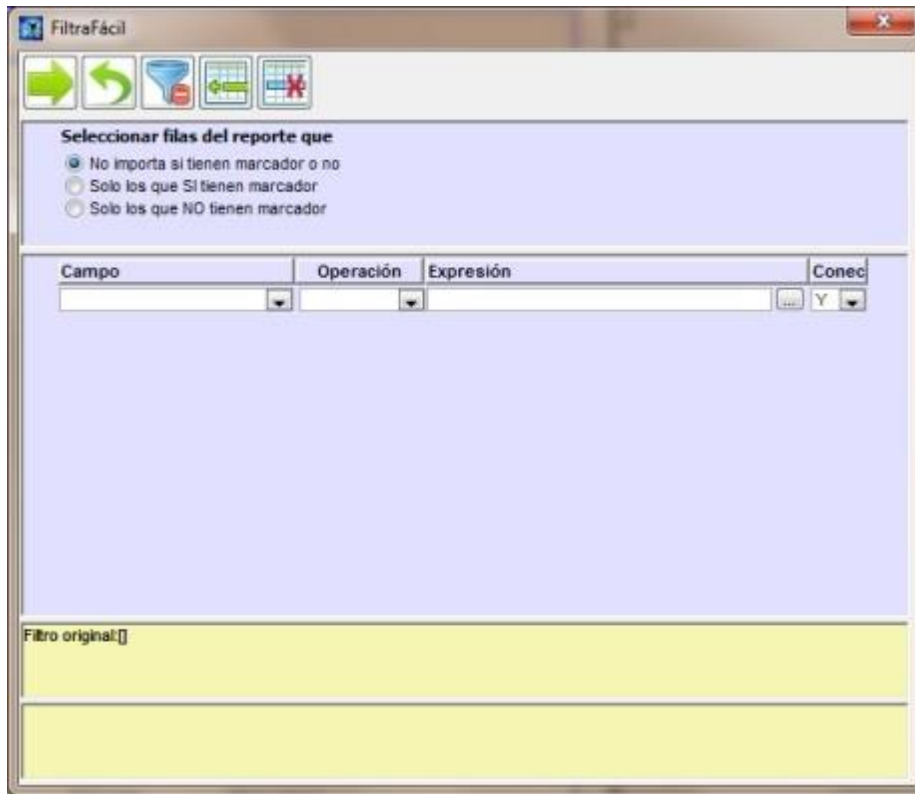 FiltraFácil
Seleccionar filas del reporte que
No importa si tienen marcador o no
Solo los que SI tienen marcador
Solo los que NO tienen marcador
Campo Operación Expresión Conec
... Y
Filtro original:[]